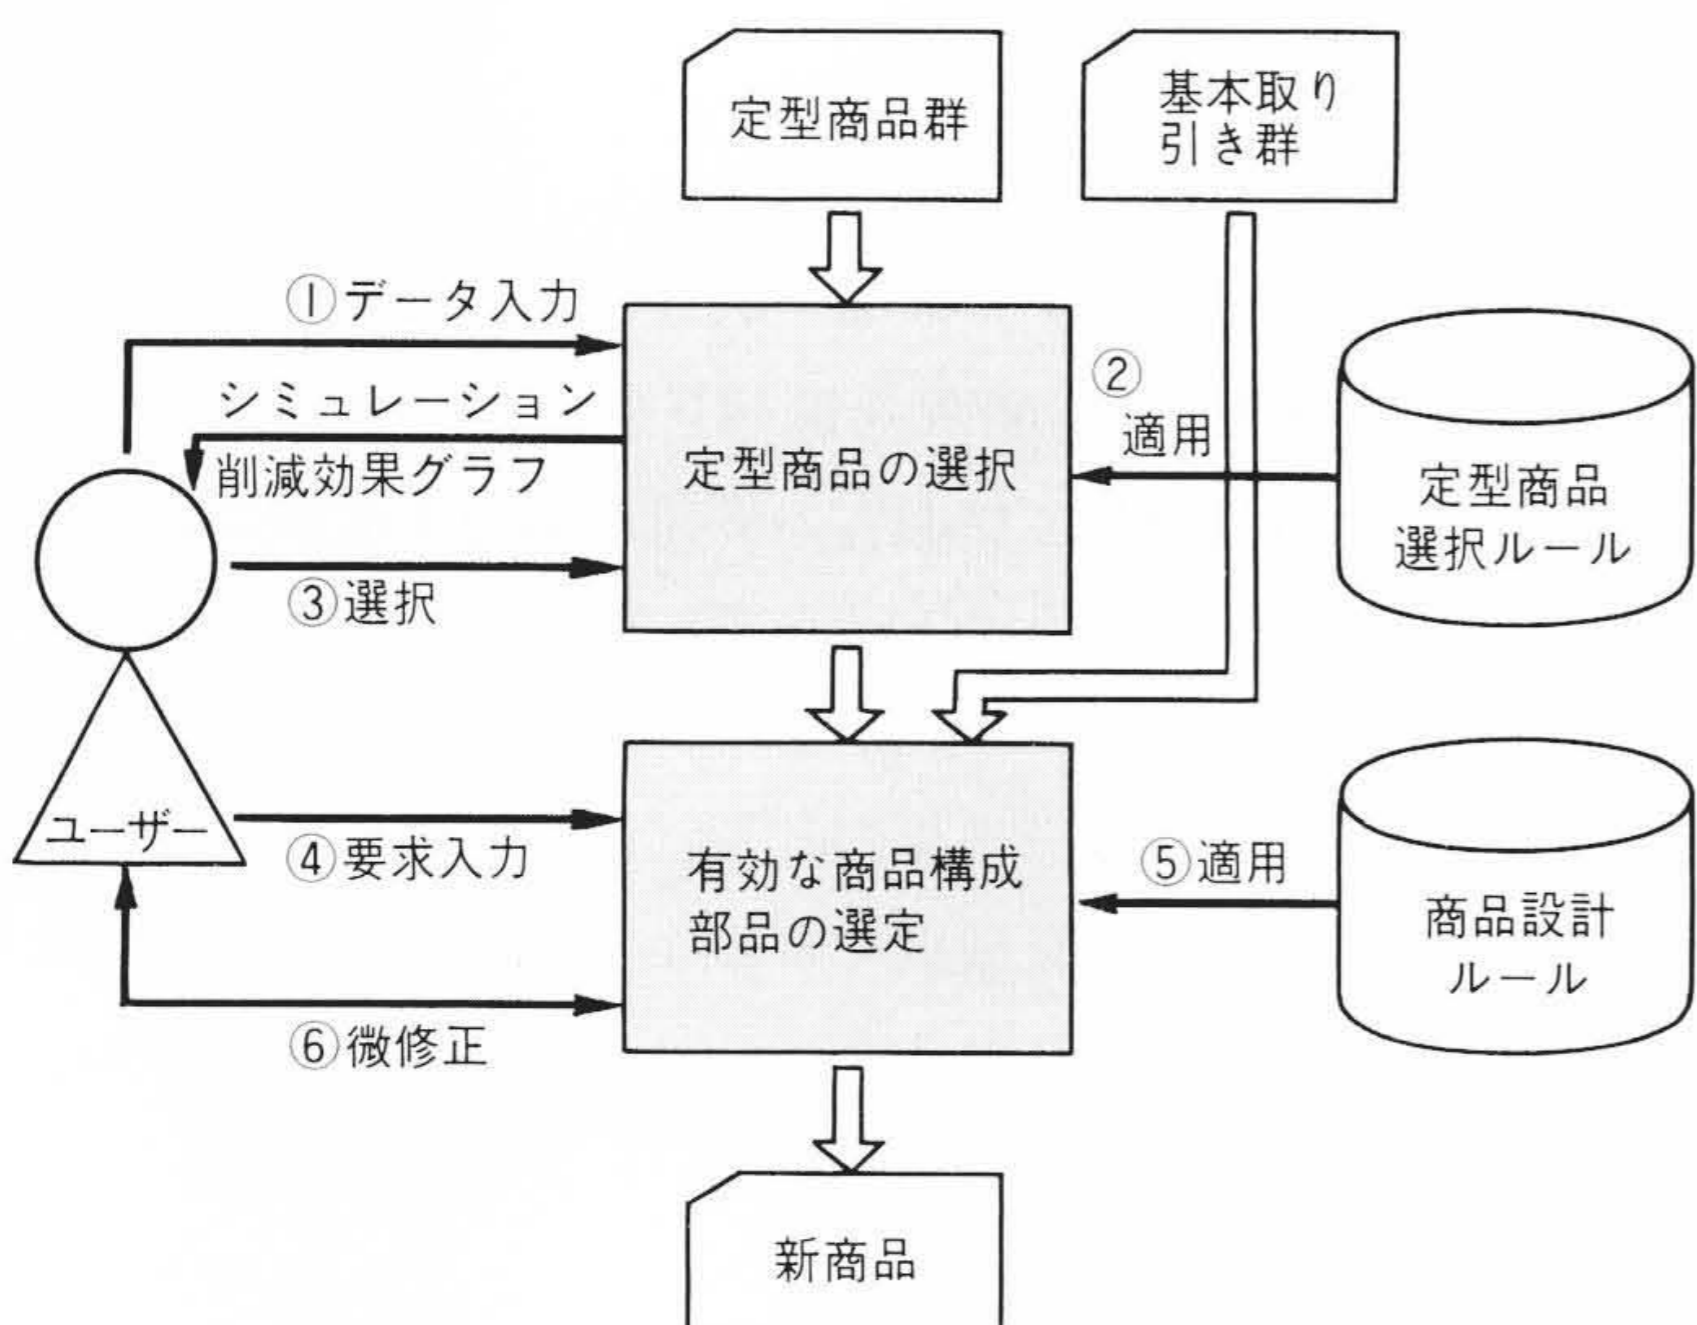 定型商品群
基本取り
引き群
①データ入力
シミュレーション
削減効果グラフ
②
適用
定型商品の選択
定型商品
選択ルール
③選択
ユーザー
④要求入力
有効な商品構成
部品の選定
⑤適用
商品設計
ルール
⑥微修正
新商品